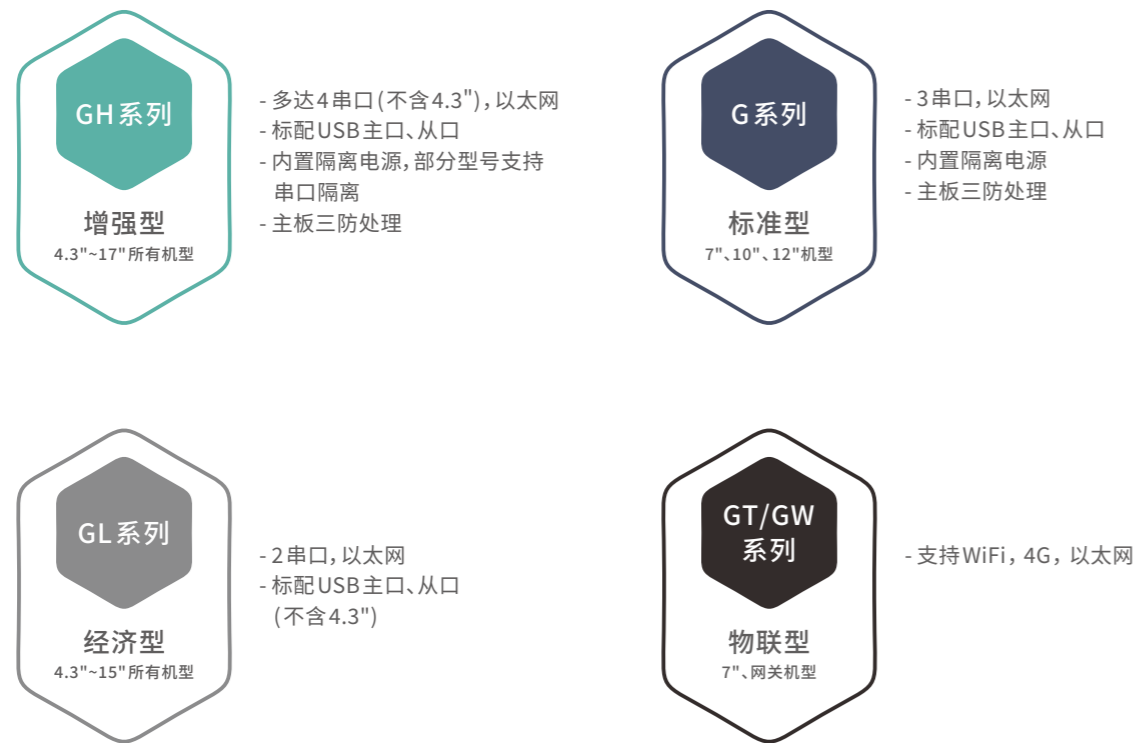 GH系列
增强型
4.3"~17"所有机型
- 多达4串口(不含4.3"),以太网
- 标配USB主口、从口
- 内置隔离电源,部分型号支持
串口隔离
- 主板三防处理
G系列
标准型
7"、10"、12"机型
- 3串口,以太网
- 标配USB主口、从口
- 内置隔离电源
- 主板三防处理
GL系列
经济型
4.3"~15"所有机型
- 2串口,以太网
- 标配USB主口、从口
(不含4.3")
GT/GW
系列
物联型
7"、网关机型
- 支持WiFi, 4G, 以太网